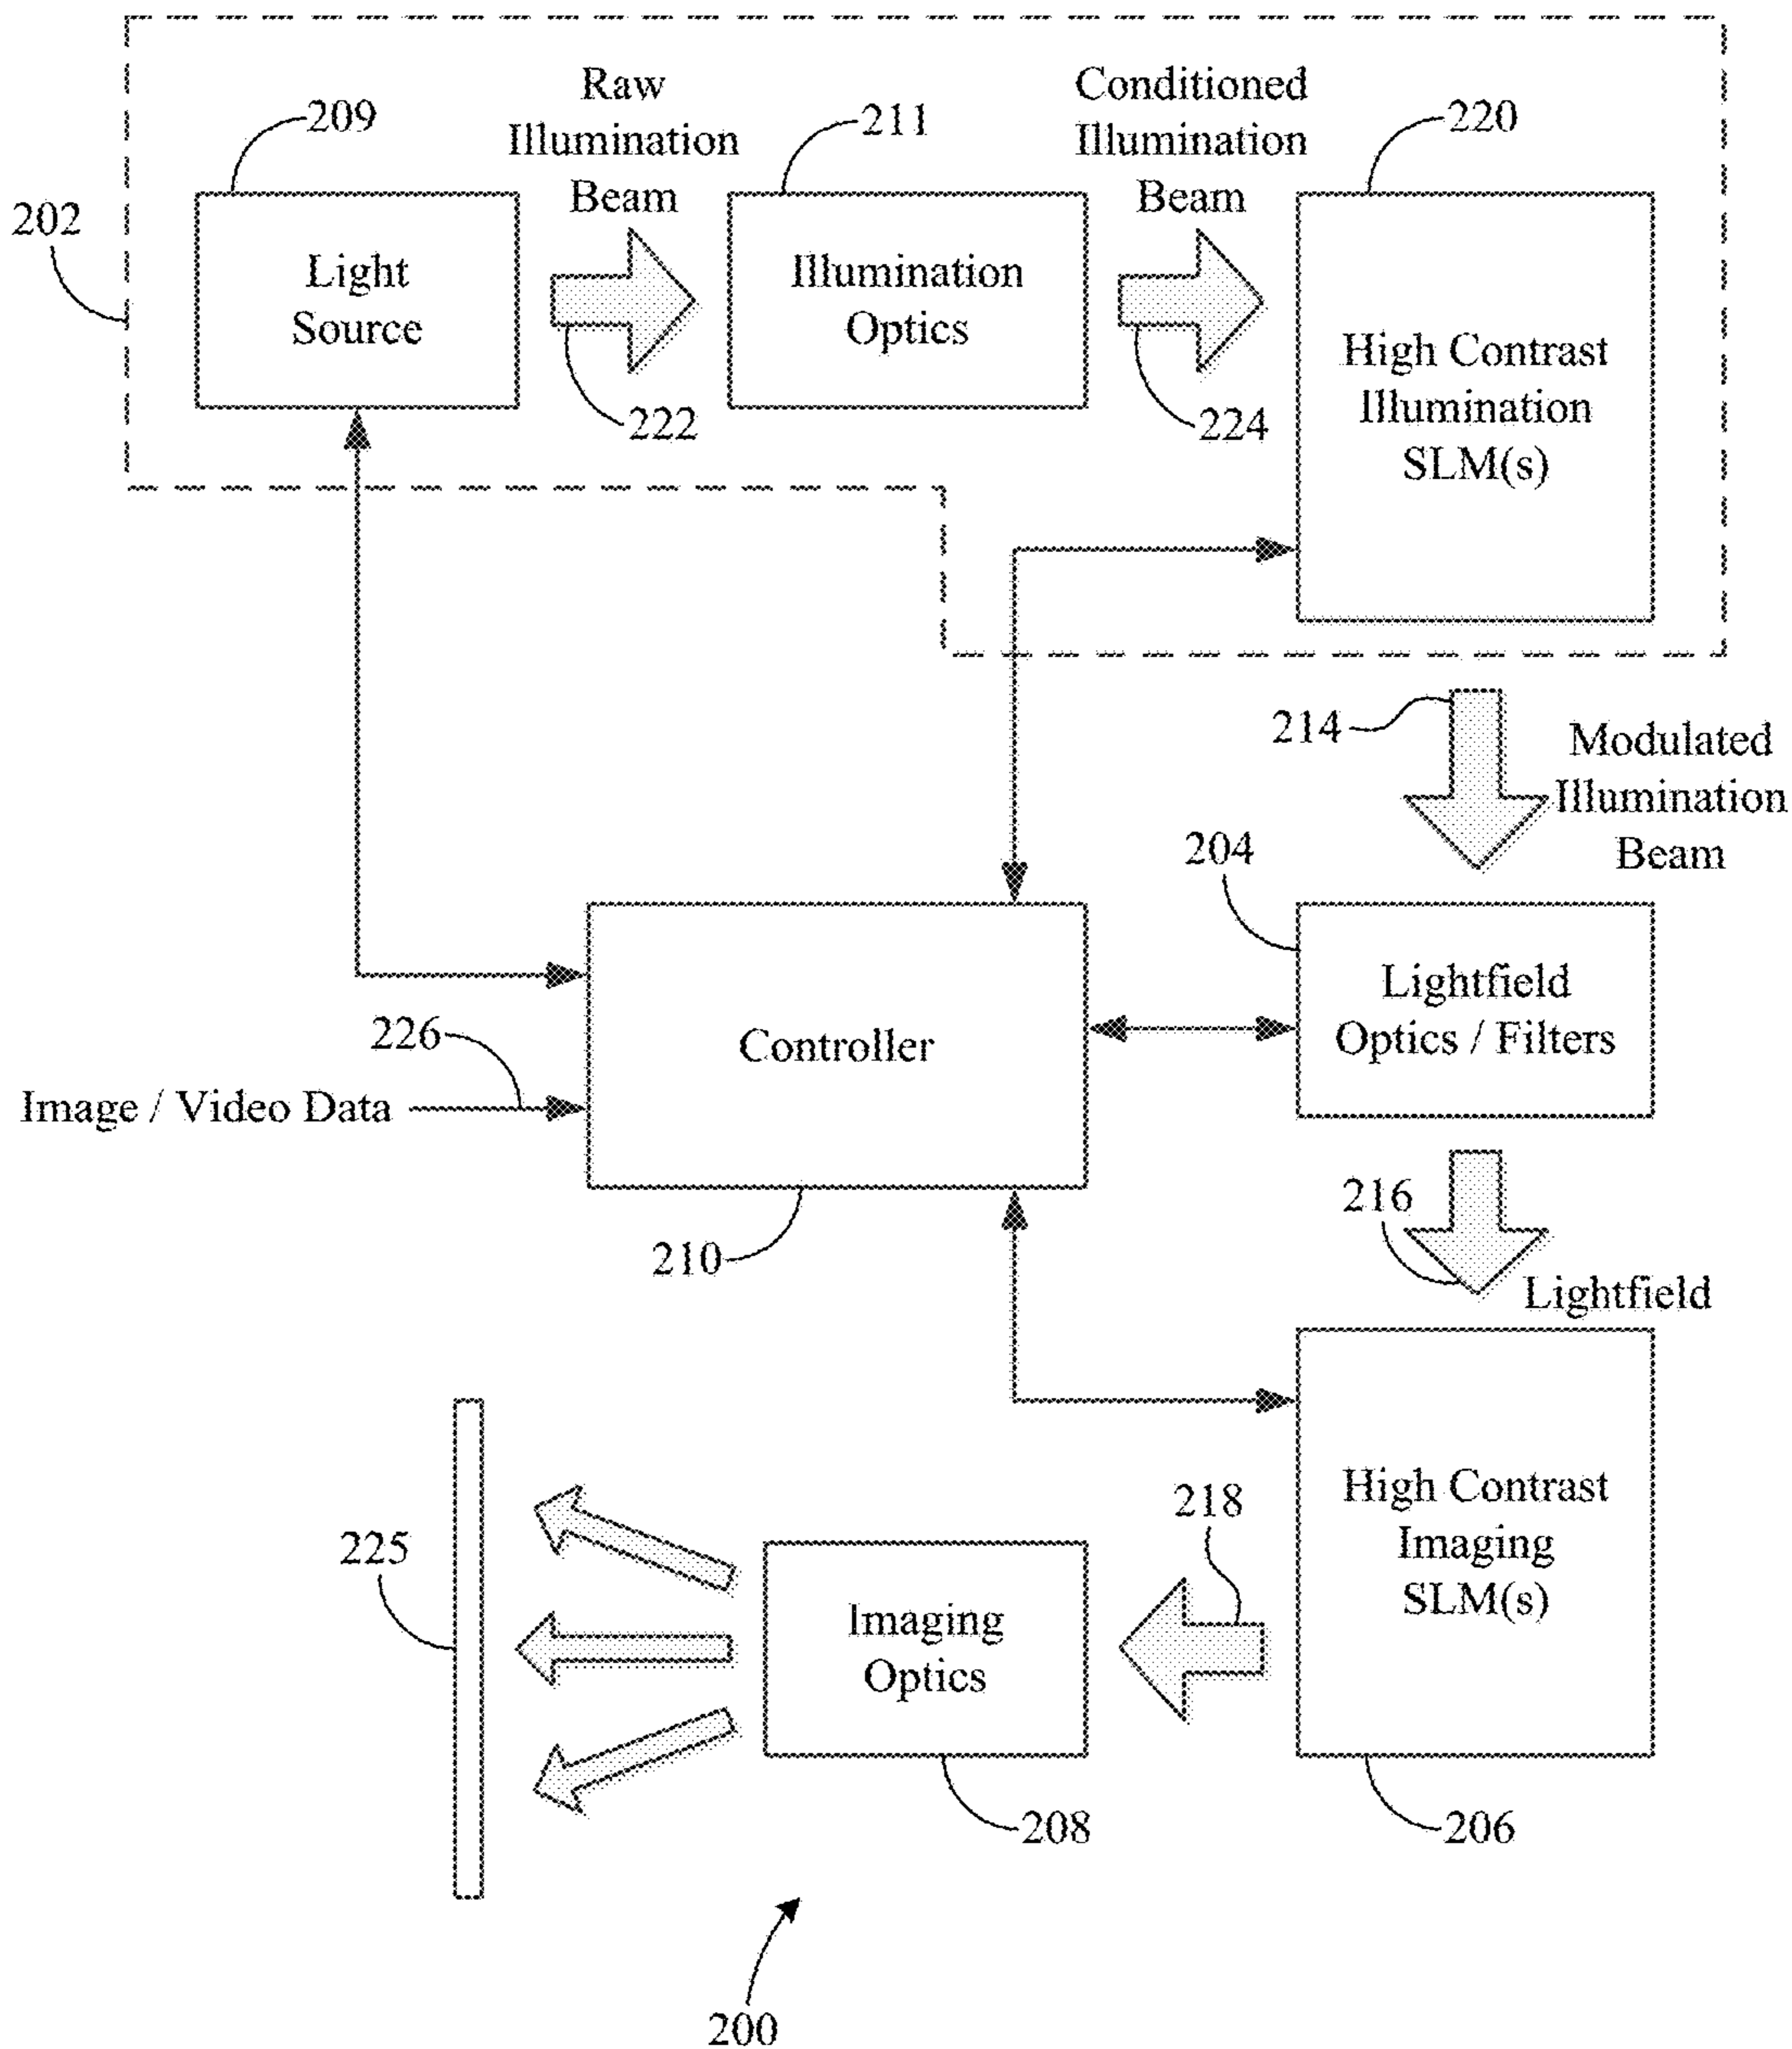 Raw
Illumination
Beam
Conditioned
Illumination
Beam
209
211
220
202
Light
Source
Illumination
Optics
High Contrast
Illumination
SLM(s)
222
224
214
Modulated
Illumination
Beam
204
Lightfield
Optics / Filters
226
Controller
Image / Video Data
210
216
Lightfield
High Contrast
Imaging
SLM(s)
218
225
Imaging
Optics
208
206
200